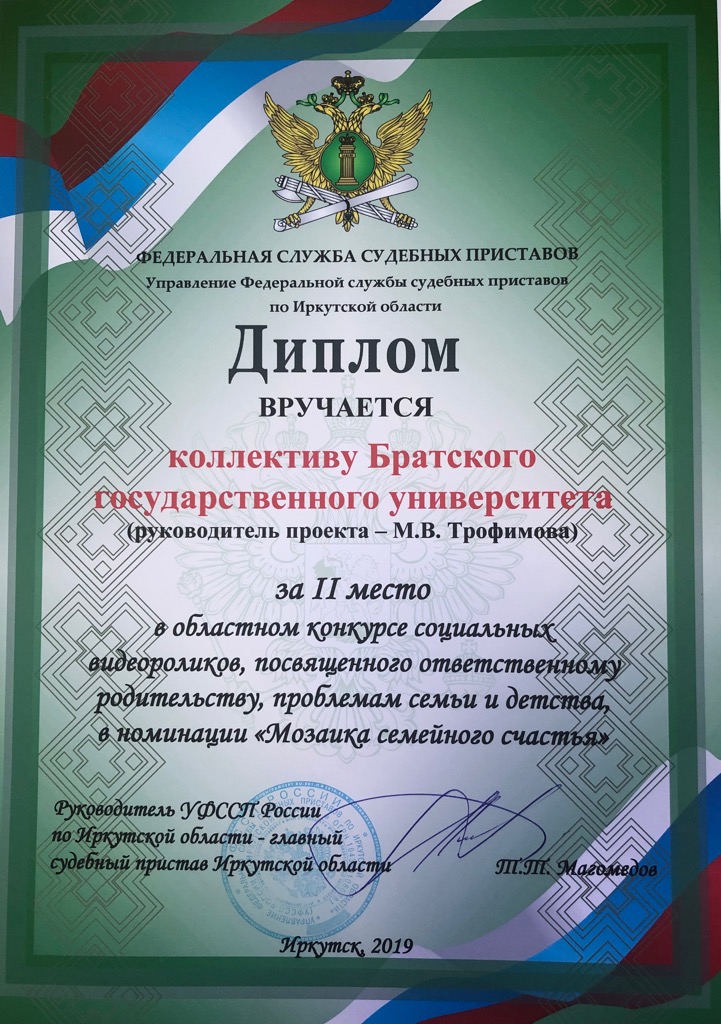 ФЕДЕРАЛЬНАЯ СЛУЖБА СУДЕБНЫХ ПРИСТАВОВ
Управление Федеральной службы судебных приставов
по Иркутской области
Диплом
ВРУЧАЕТСЯ
коллективу Братского
государственного университета
(руководитель проекта – М.В. Трофимова)
за II место
в областном конкурсе социальных
видеороликов, посвященного ответственному
родительству, проблемам семьи и детства,
в номинации «Мозаика семейного счастья»
Руководитель УФССП России
по Иркутской области - главный
судебный пристав Иркутской области
Т.Т. Магомедов
Иркутск, 2019